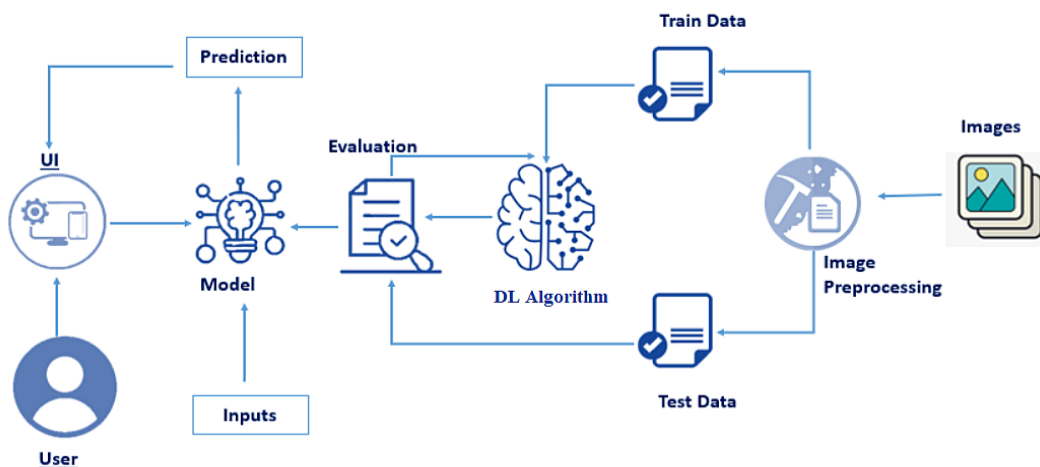 Train Data
Prediction
Images
Evaluation
UI
Image
Preprocessing
Model
DL Algorithm
Test Data
Inputs
User